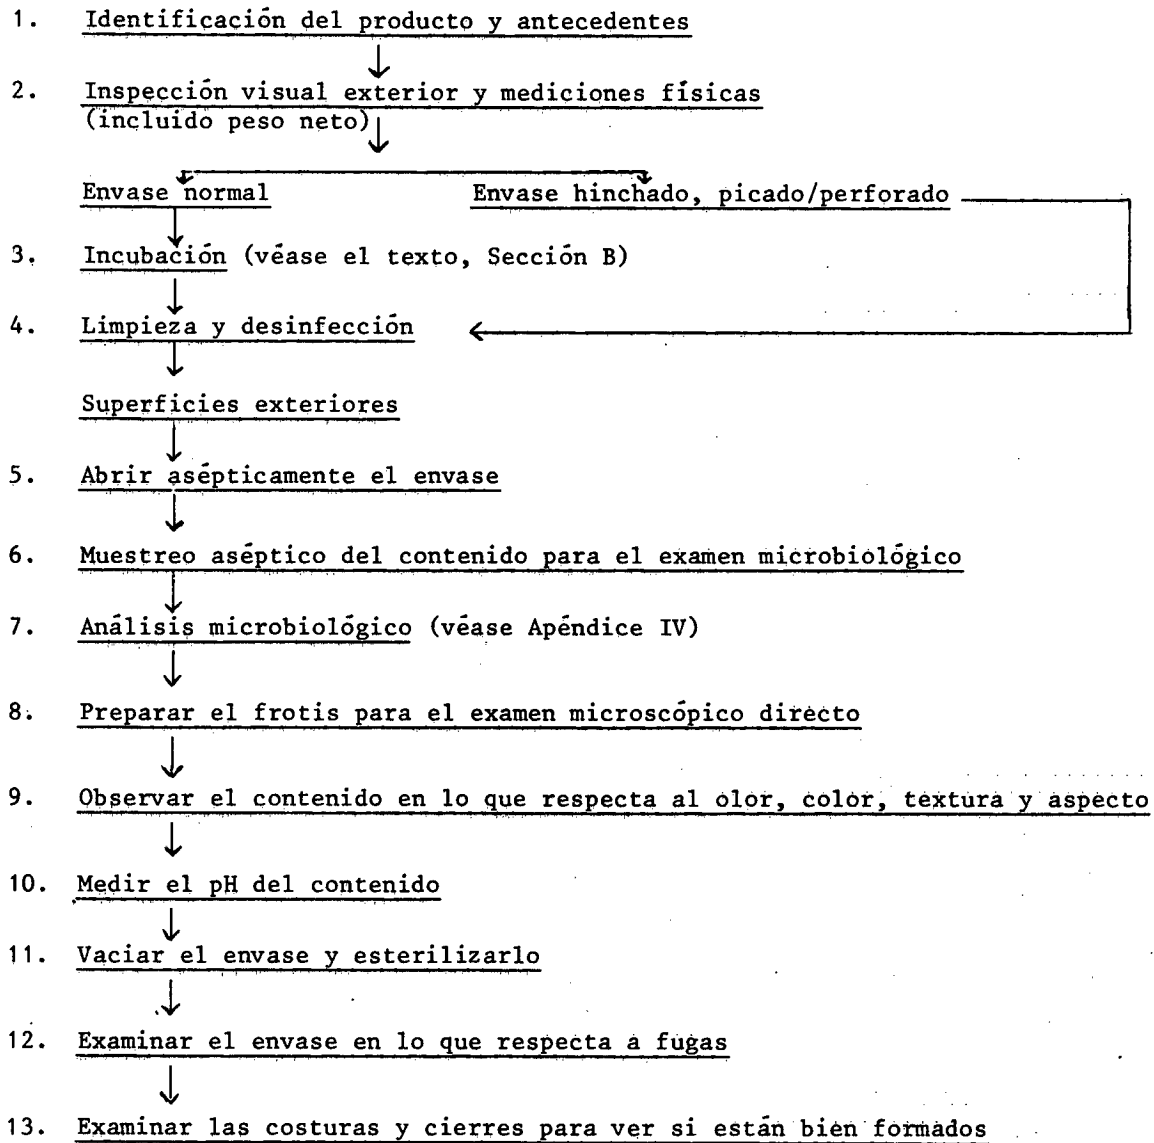 1. Identificación del producto y antecedentes
2. Inspección visual exterior y mediciones físicas
(incluido peso neto)
Envase normal Envase hinchado, picado/perforado
3. Incubación (véase el texto, Sección B)
4. Limpieza y desinfección
Superficies exteriores
5. Abrir asépticamente el envase
6. Muestreo aséptico del contenido para el examen microbiológico
7. Análisis microbiológico (véase Apéndice IV)
8. Preparar el frotis para el examen microscópico directo
9. Observar el contenido en lo que respecta al olor, color, textura y aspecto
10. Medir el pH del contenido
11. Vaciar el envase y esterilizarlo
12. Examinar el envase en lo que respecta a fugas
13. Examinar las costuras y cierres para ver si están bien formados